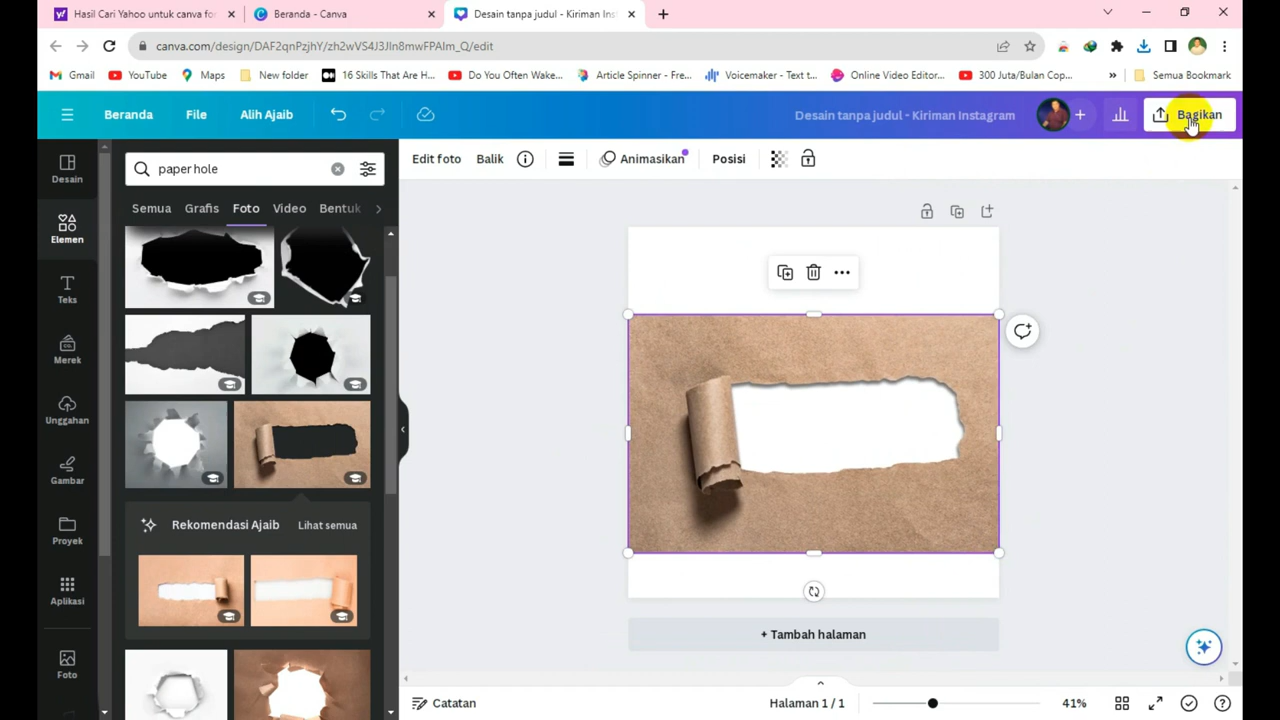 Hasil Cari Yahoo untuk canva for
Beranda - Canva
Desain tanpa judul - Kiriman Inst
canva.com/design/DAF2qnPzjhY/zh2wVS4J3JIn8mwFPAlm_Q/edit
Gmail
YouTube
Maps
New folder
16 Skills That Are H...
Do You Often Wake...
Article Spinner - Fre...
Voicemaker - Text t...
Online Video Editor...
300 Juta/Bulan Cop...
Semua Bookmark
Beranda
File
Alih Ajaib
Desain tanpa judul - Kiriman Instagram
Bagikan
Desain
Elemen
Teks
Merek
Unggahan
Gambar
Proyek
Aplikasi
Foto
paper hole
Semua
Grafis
Foto
Video
Bentuk
Rekomendasi Ajaib
Lihat semua
Edit foto
Balik
Animasikan
Posisi
+ Tambah halaman
Catatan
Halaman 1 / 1
41%